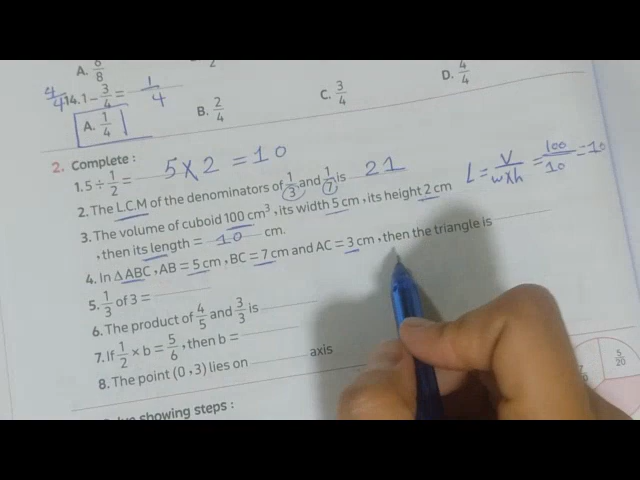 A. 6/8
2
4/4 14. 1 - 3/4 = 1/4
A. 1/4 B. 2/4 C. 3/4 D. 4/4
2. Complete :
1. 5 ÷ 1/2 = 5 × 2 = 10
2. The L.C.M of the denominators of 1/3 and 1/7 is 21
3. The volume of cuboid 100 cm³ , its width 5 cm , its height 2 cm
, then its length = 10 cm.
L = V/w×h = 100/10 = 10
4. In △ABC , AB = 5 cm , BC = 7 cm and AC = 3 cm , then the triangle is
5. 1/3 of 3 =
6. The product of 4/5 and 3/3 is
7. If 1/2 × b = 5/6 , then b =
8. The point (0 , 3) lies on axis
5/20
showing steps :